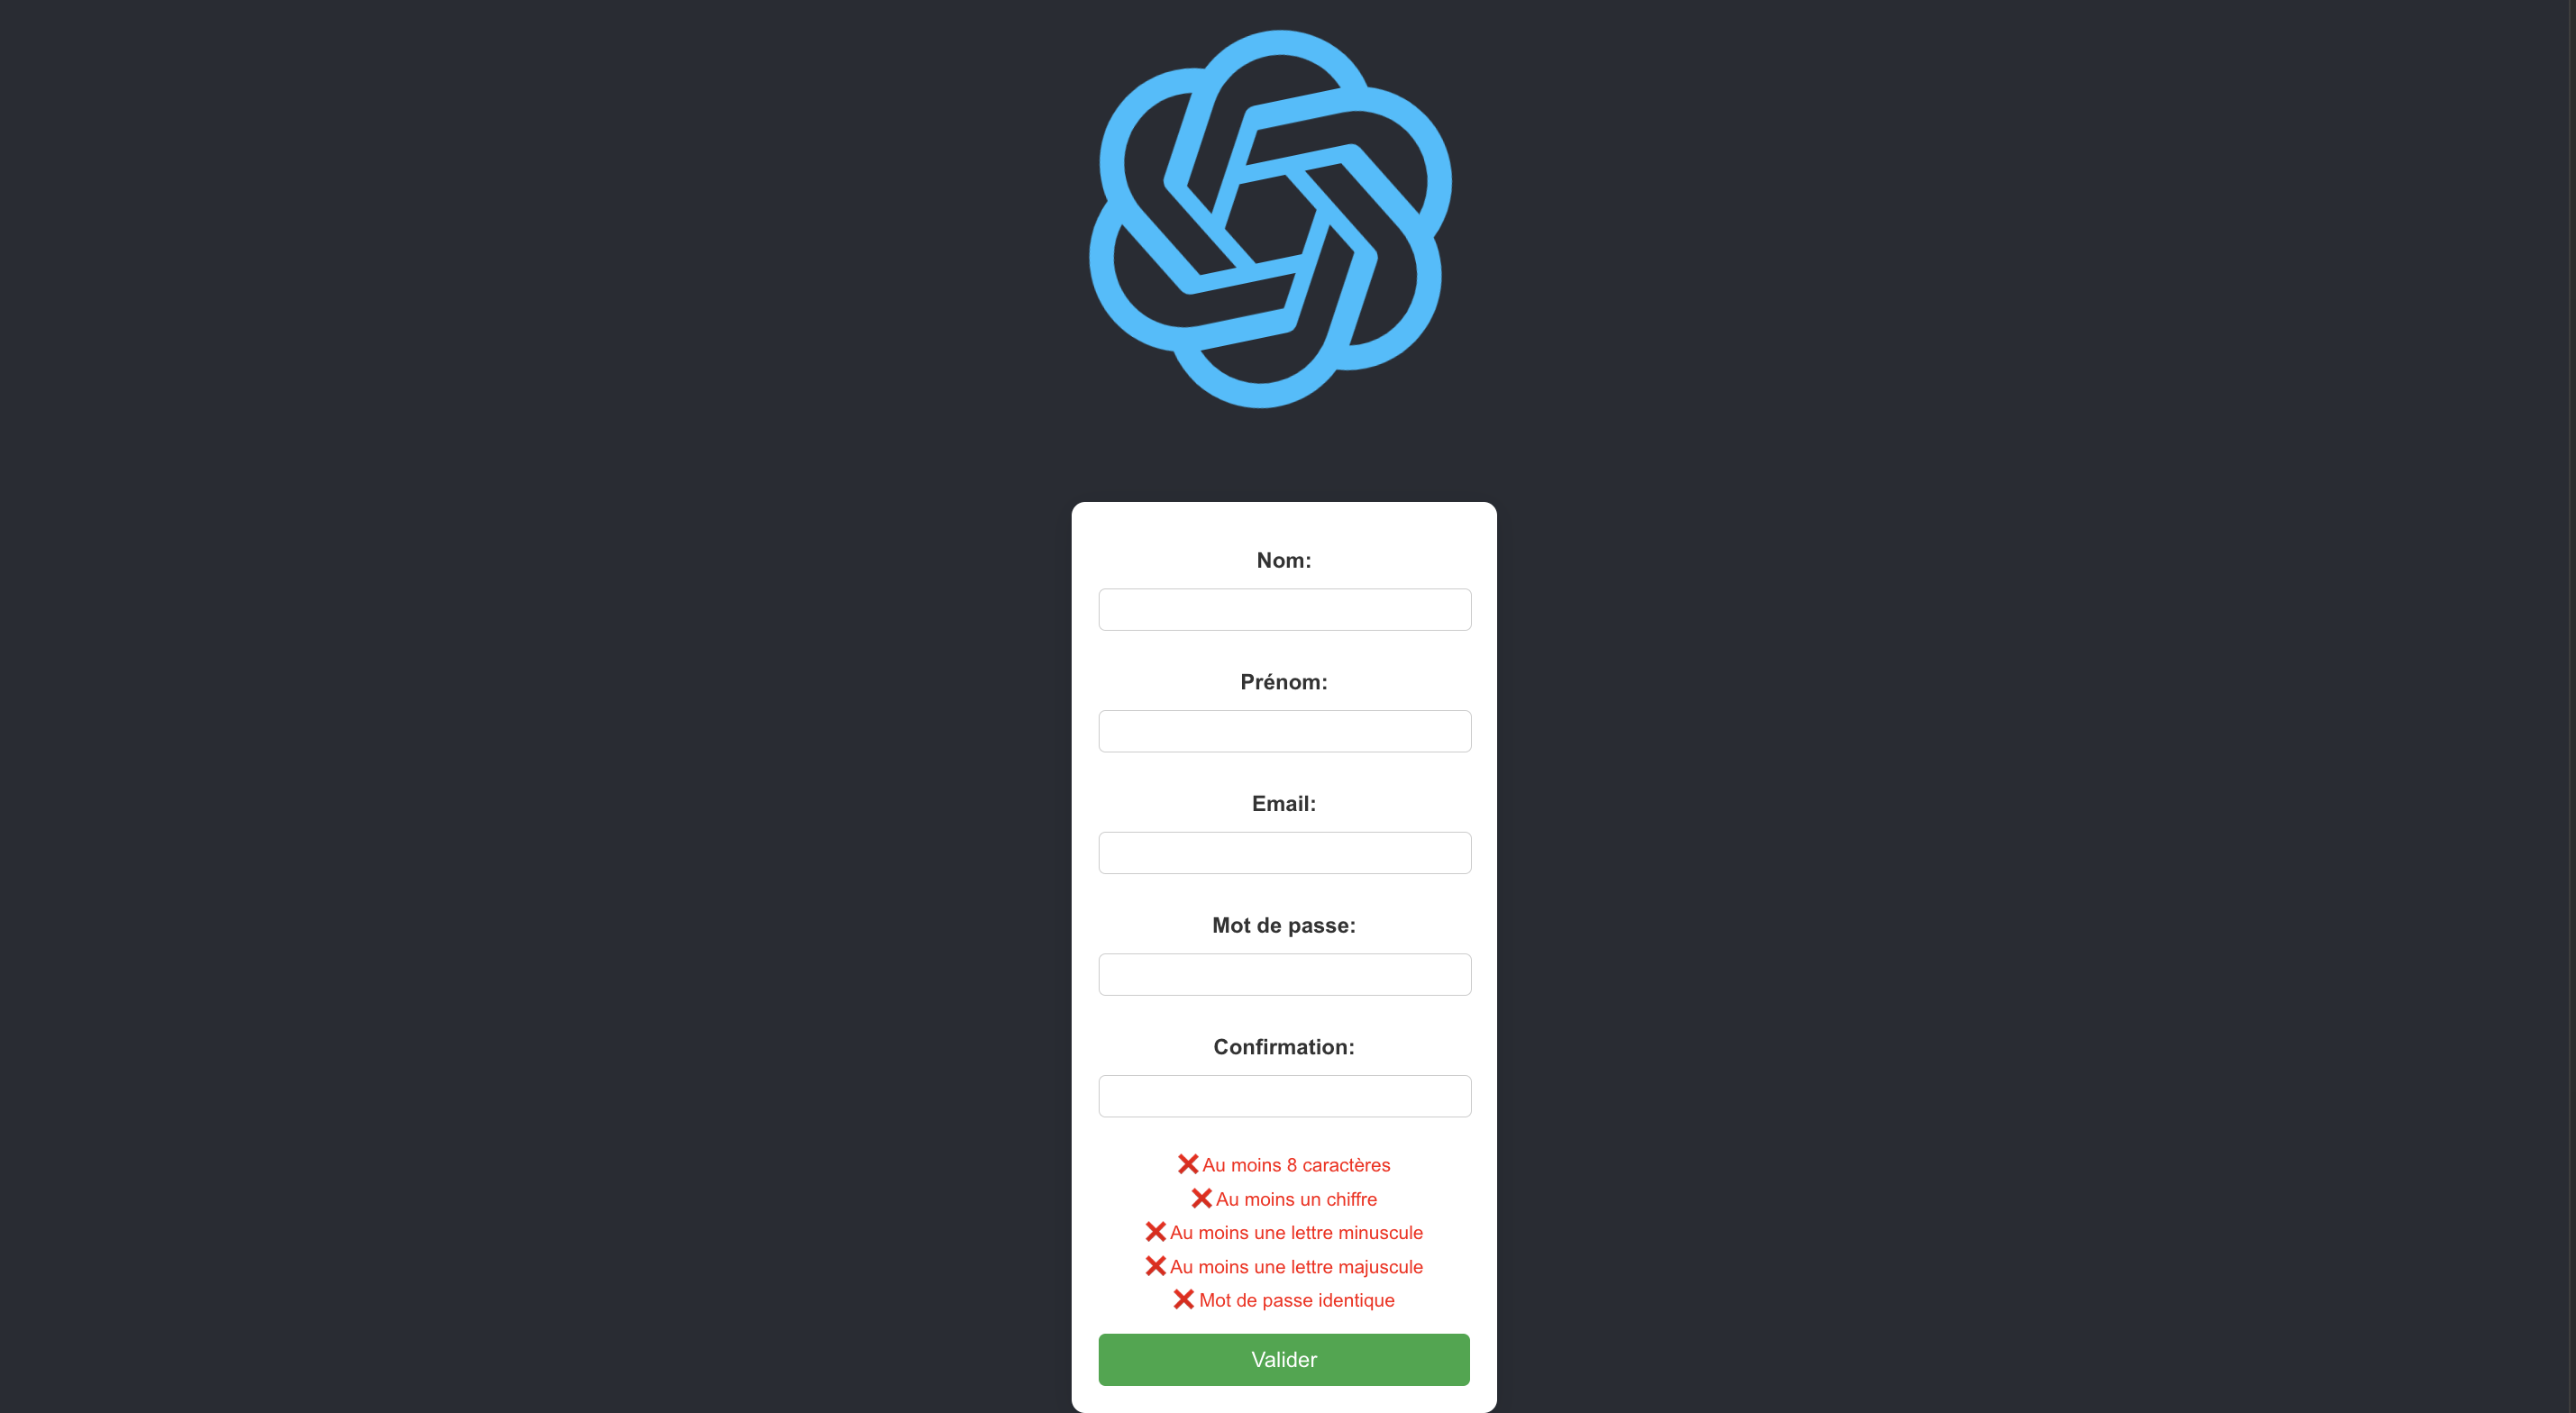 Nom:
Prénom:
Email:
Mot de passe:
Confirmation:
❌ Au moins 8 caractères
❌ Au moins un chiffre
❌ Au moins une lettre minuscule
❌ Au moins une lettre majuscule
❌ Mot de passe identique
Valider